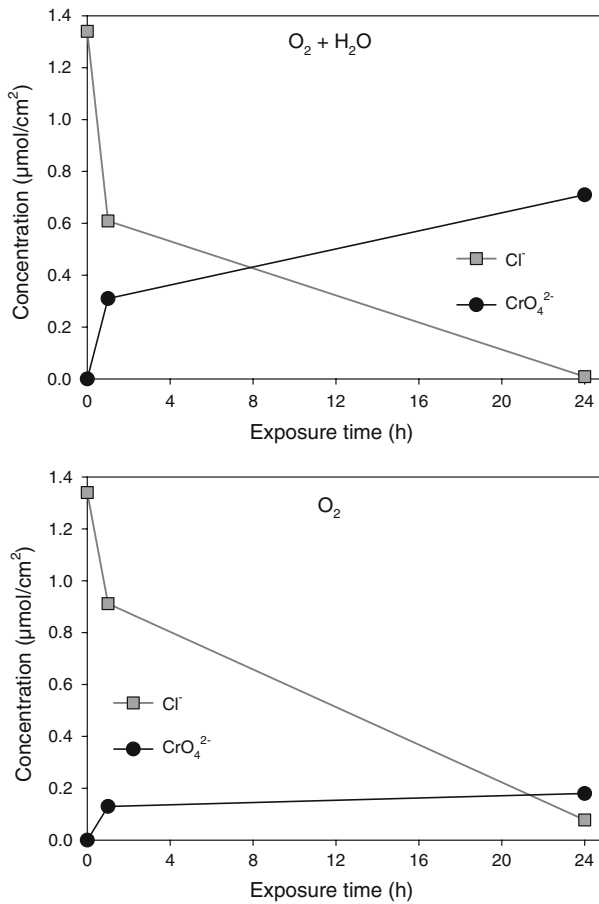 O₂ + H₂O
Concentration (μmol/cm²)
1.4
1.2
1.0
0.8
0.6
0.4
0.2
0.0
Cl⁻
CrO₄²⁻
0 4 8 12 16 20 24
Exposure time (h)
O₂
Concentration (μmol/cm²)
1.4
1.2
1.0
0.8
0.6
0.4
0.2
0.0
Cl⁻
CrO₄²⁻
0 4 8 12 16 20 24
Exposure time (h)